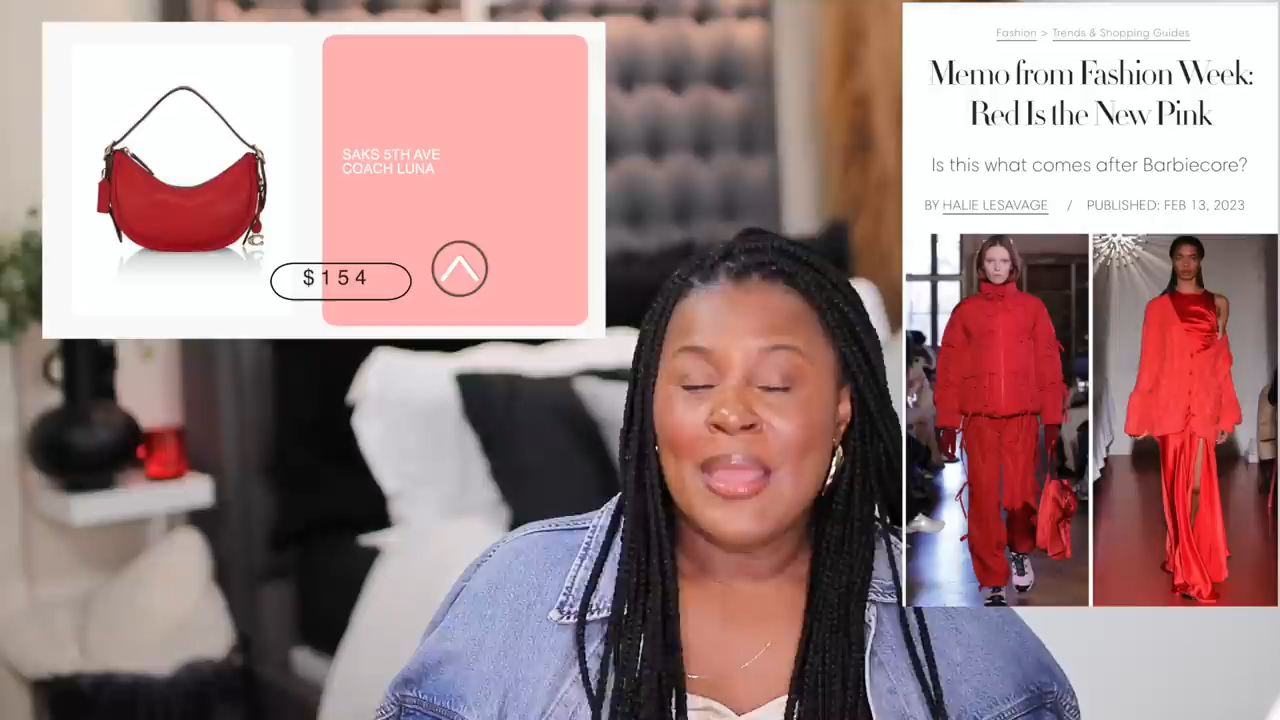 SAKS 5TH AVE
COACH LUNA
$154
Fashion > Trends & Shopping Guides
Memo from Fashion Week:
Red Is the New Pink
Is this what comes after Barbiecore?
BY HALIE LESAVAGE / PUBLISHED: FEB 13, 2023